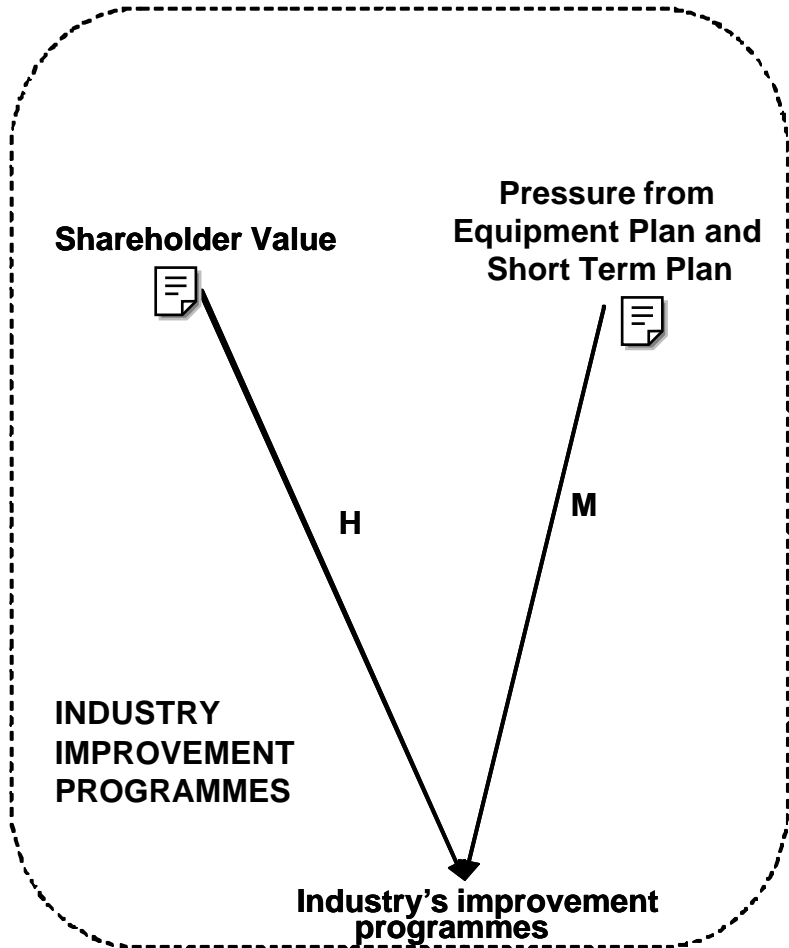 Pressure from
Equipment Plan and
Short Term Plan
Shareholder Value
H
M
INDUSTRY
IMPROVEMENT
PROGRAMMES
Industry’s improvement
programmes